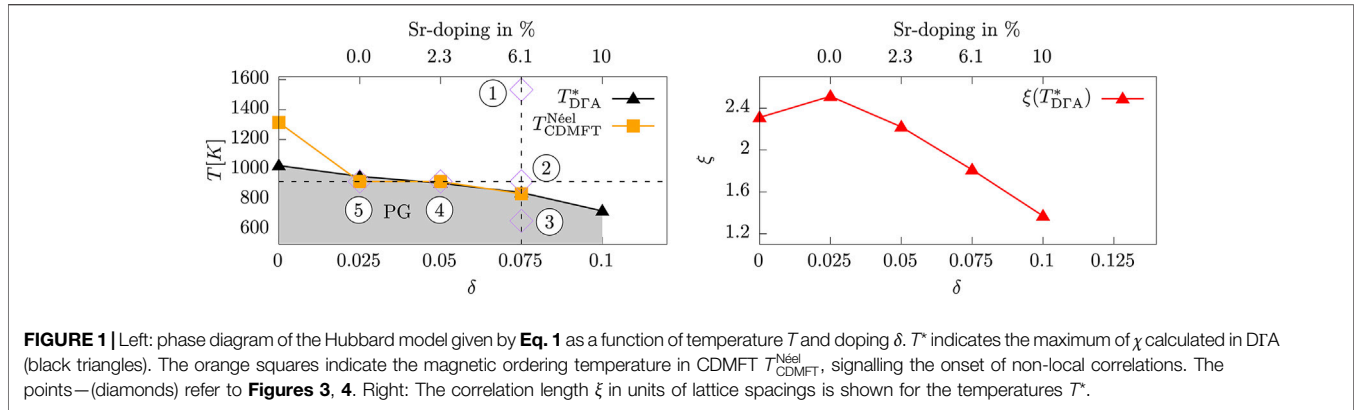 Sr-doping in %
0.0 2.3 6.1 10
1600
1400
1200
1000
800
600
T[K]
1
2
3
4
5
PG
T*DΓA
TNéelCDMFT
0 0.025 0.05 0.075 0.1
δ
Sr-doping in %
0.0 2.3 6.1 10
2.4
2
1.6
1.2
ξ
ξ(T*DΓA)
0 0.025 0.05 0.075 0.1 0.125
δ
FIGURE 1 | Left: phase diagram of the Hubbard model given by Eq. 1 as a function of temperature T and doping δ. T* indicates the maximum of χ calculated in DΓA
(black triangles). The orange squares indicate the magnetic ordering temperature in CDMFT TNéelCDMFT, signalling the onset of non-local correlations. The
points—(diamonds) refer to Figures 3, 4. Right: The correlation length ξ in units of lattice spacings is shown for the temperatures T*.